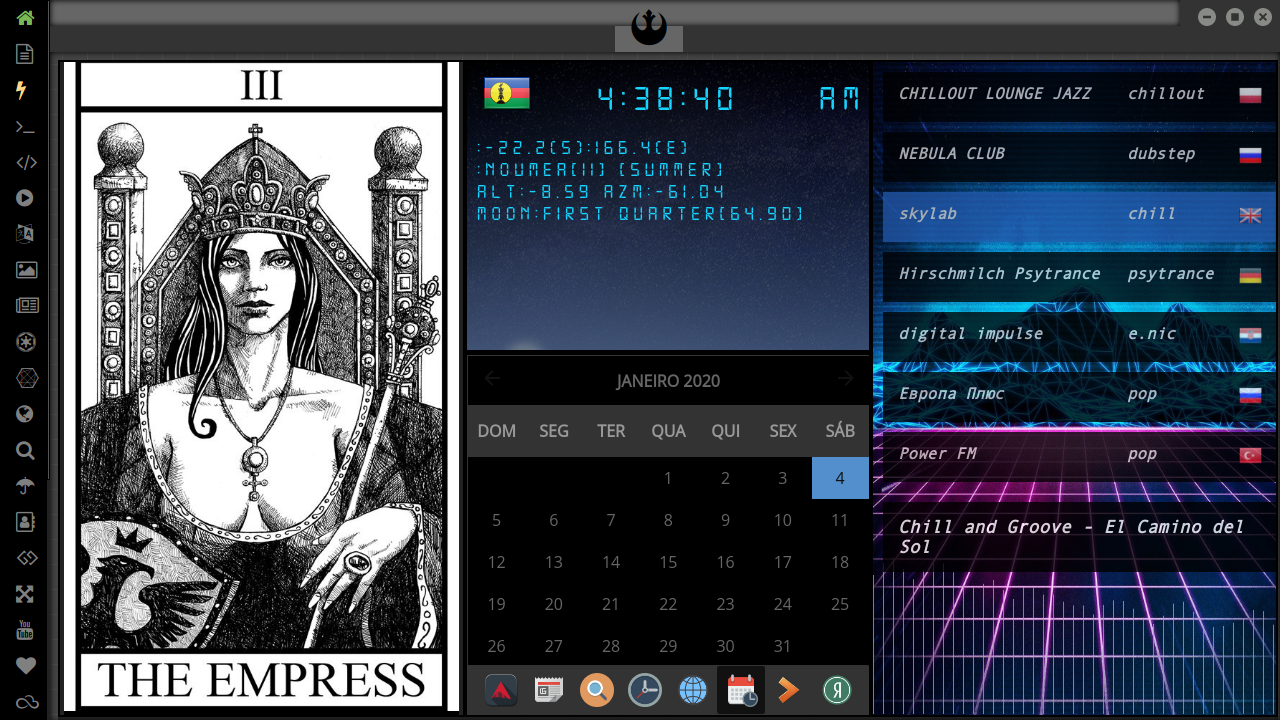 III
THE EMPRESS
4:38:40 AM
:-22.2(S):166.4(E)
:NOUMEA(11) (SUMMER)
ALT:-8.59 AZM:-61.04
MOON:FIRST QUARTER(64.90)
JANEIRO 2020
DOM SEG TER QUA QUI SEX SÁB
1 2 3 4
5 6 7 8 9 10 11
12 13 14 15 16 17 18
19 20 21 22 23 24 25
26 27 28 29 30 31
CHILLOUT LOUNGE JAZZ chillout
NEBULA CLUB dubstep
skylab chill
Hirschmilch Psytrance psytrance
digital impulse e.nic
Европа Плюс pop
Power FM pop
Chill and Groove - El Camino del
Sol
You
Tube
Я